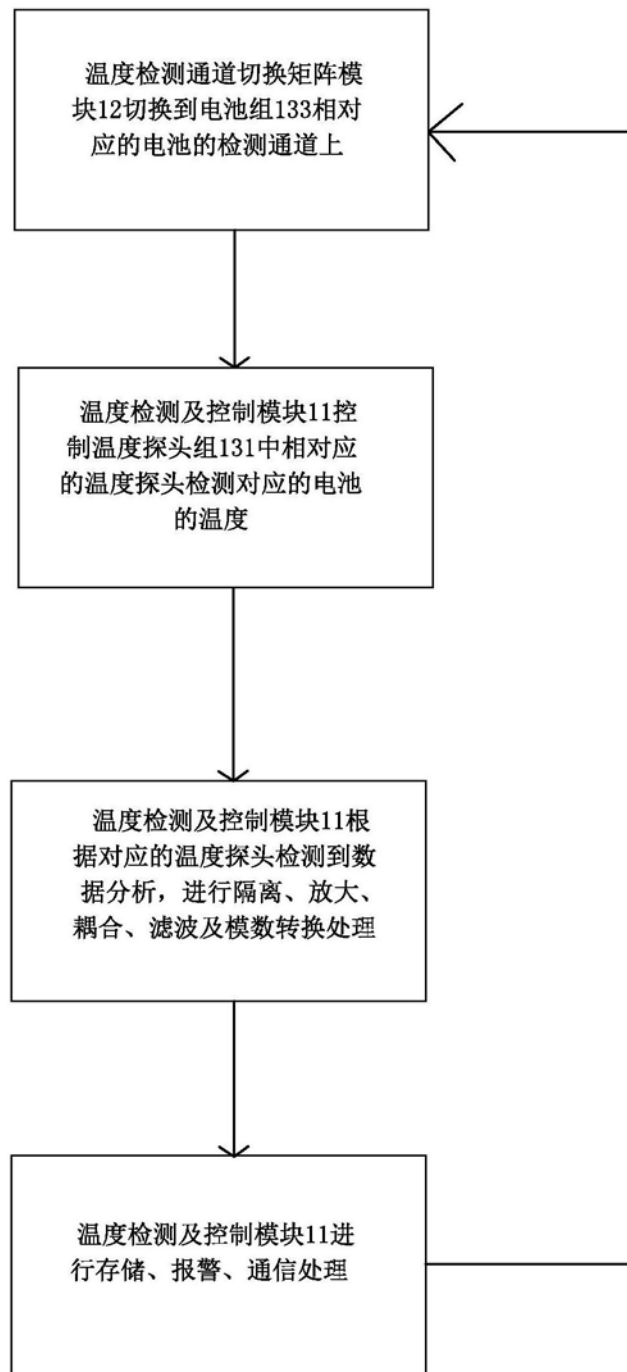 温度检测通道切换矩阵模
块12切换到电池组133相对
应的电池的检测通道上
温度检测及控制模块11控
制温度探头组131中相对应
的温度探头检测对应的电池
的温度
温度检测及控制模块11根
据对应的温度探头检测到数
据分析，进行隔离、放大、
耦合、滤波及模数转换处理
温度检测及控制模块11进
行存储、报警、通信处理